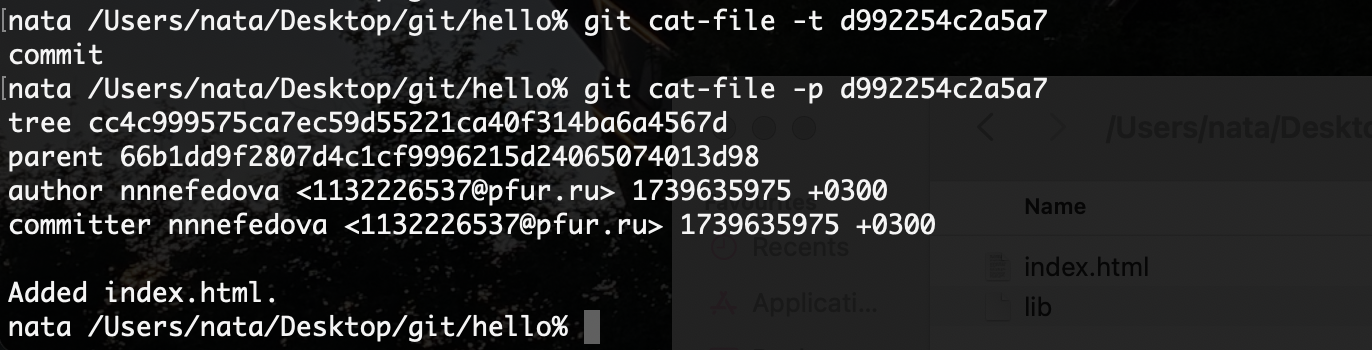 [nata /Users/nata/Desktop/git/hello% git cat-file -t d992254c2a5a7
commit
[nata /Users/nata/Desktop/git/hello% git cat-file -p d992254c2a5a7
tree cc4c999575ca7ec59d55221ca40f314ba6a4567d
parent 66b1dd9f2807d4c1cf9996215d24065074013d98
author nnnefedova <1132226537@pfur.ru> 1739635975 +0300
committer nnnefedova <1132226537@pfur.ru> 1739635975 +0300
Added index.html.
nata /Users/nata/Desktop/git/hello%
/Users/nata/Deskt
Favourites
Recents
Applicati...
Name
index.html
lib